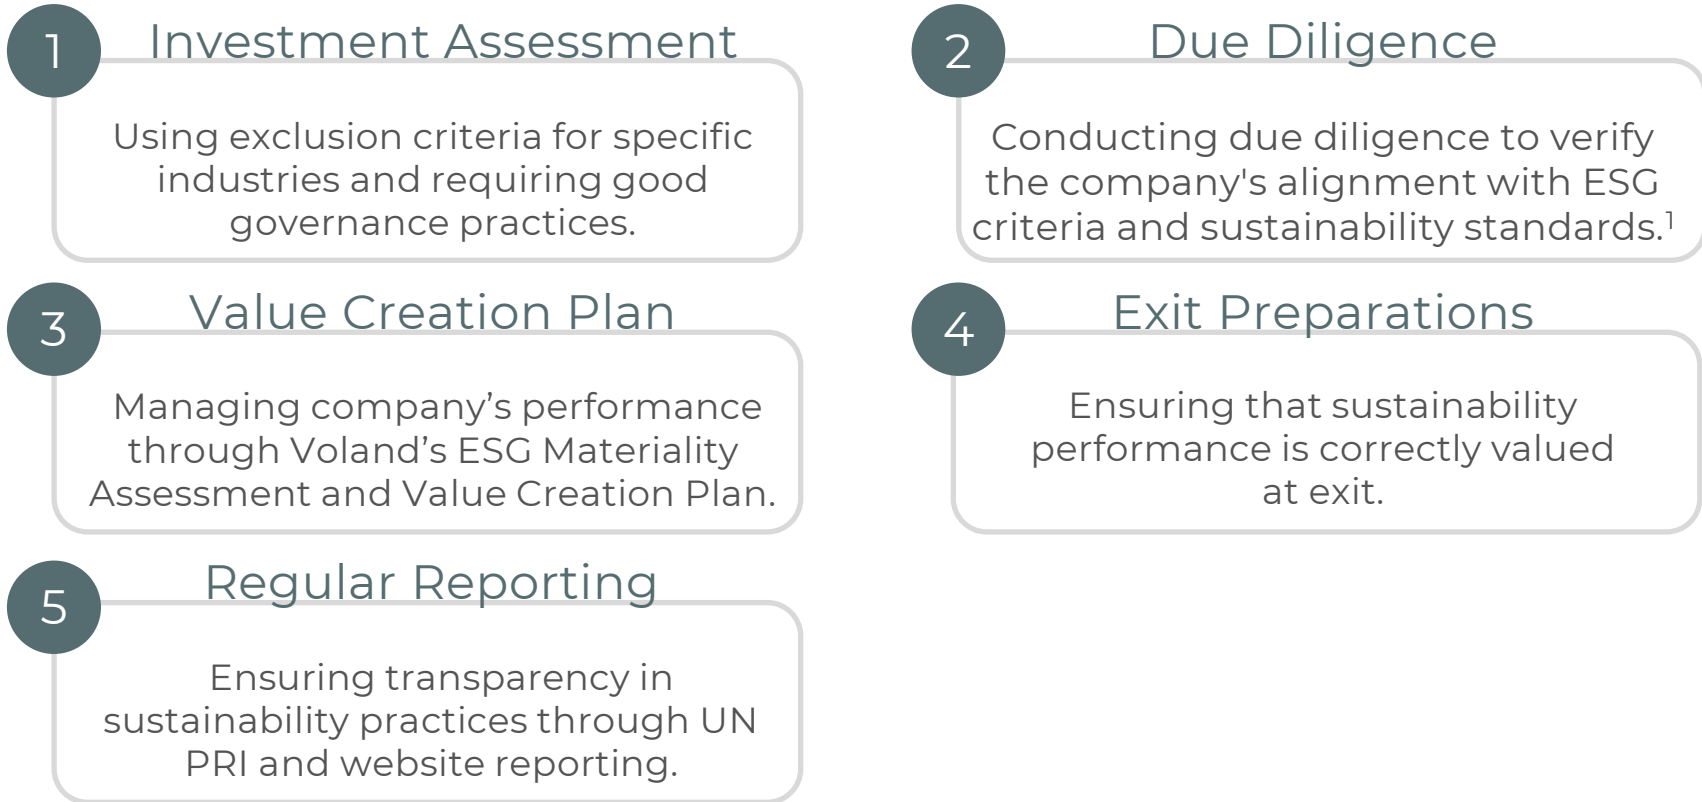 1
Investment Assessment
Using exclusion criteria for specific
industries and requiring good
governance practices.
2
Due Diligence
Conducting due diligence to verify
the company's alignment with ESG
criteria and sustainability standards.¹
3
Value Creation Plan
Managing company’s performance
through Voland’s ESG Materiality
Assessment and Value Creation Plan.
4
Exit Preparations
Ensuring that sustainability
performance is correctly valued
at exit.
5
Regular Reporting
Ensuring transparency in
sustainability practices through UN
PRI and website reporting.